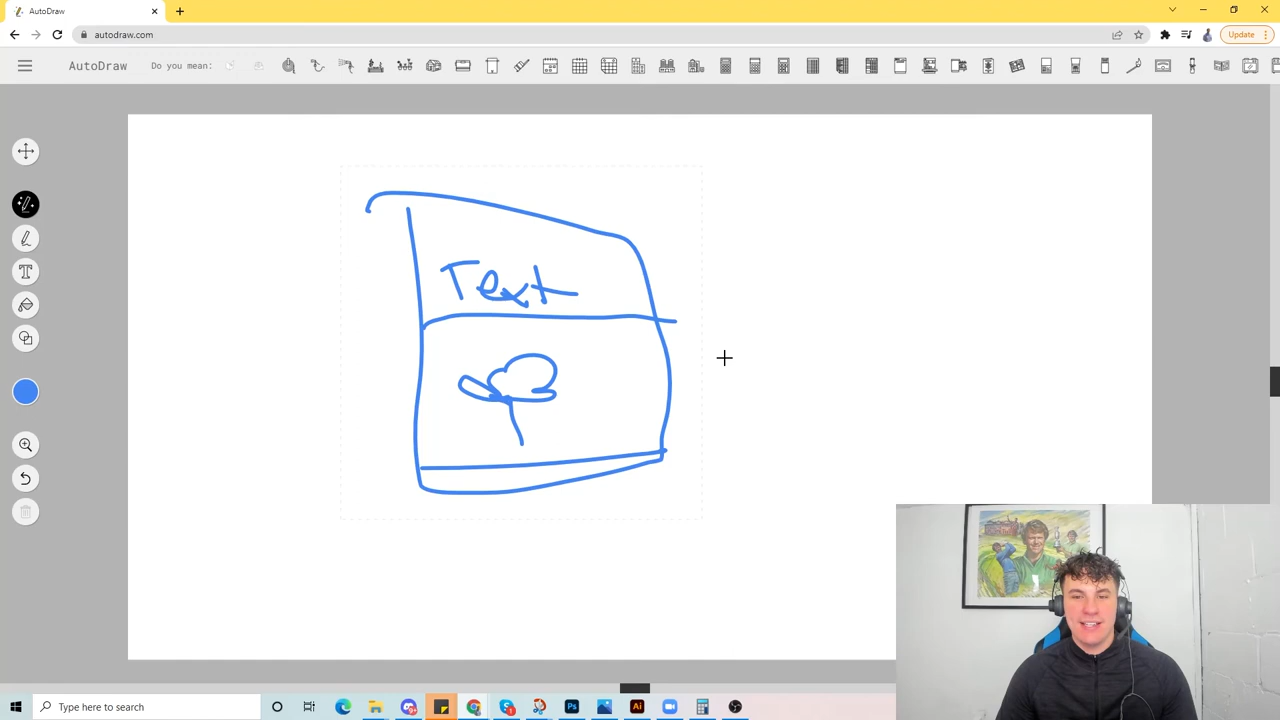 AutoDraw
autodraw.com
Update
AutoDraw
Do you mean:
Text
Type here to search